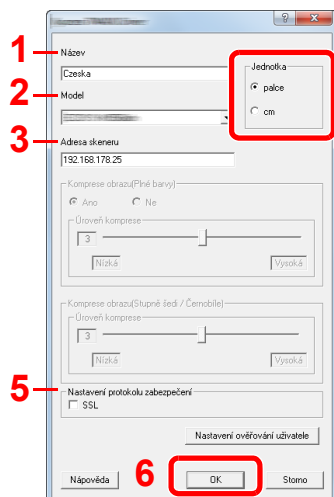 1
Název
Czeska
Jednotka
palce
cm
2
Model
3
Adresa skeneru
192.168.178.25
Komprese obrazu(Plné barvy)
Ano Ne
Úroveň komprese
3
Nízká Vysoká
Komprese obrazu(Stupně šedi / Černobíle)
Úroveň komprese
3
Nízká Vysoká
5
Nastavení protokolu zabezpečení
SSL
Nastavení ověřování uživatele
6
Nápověda OK Storno